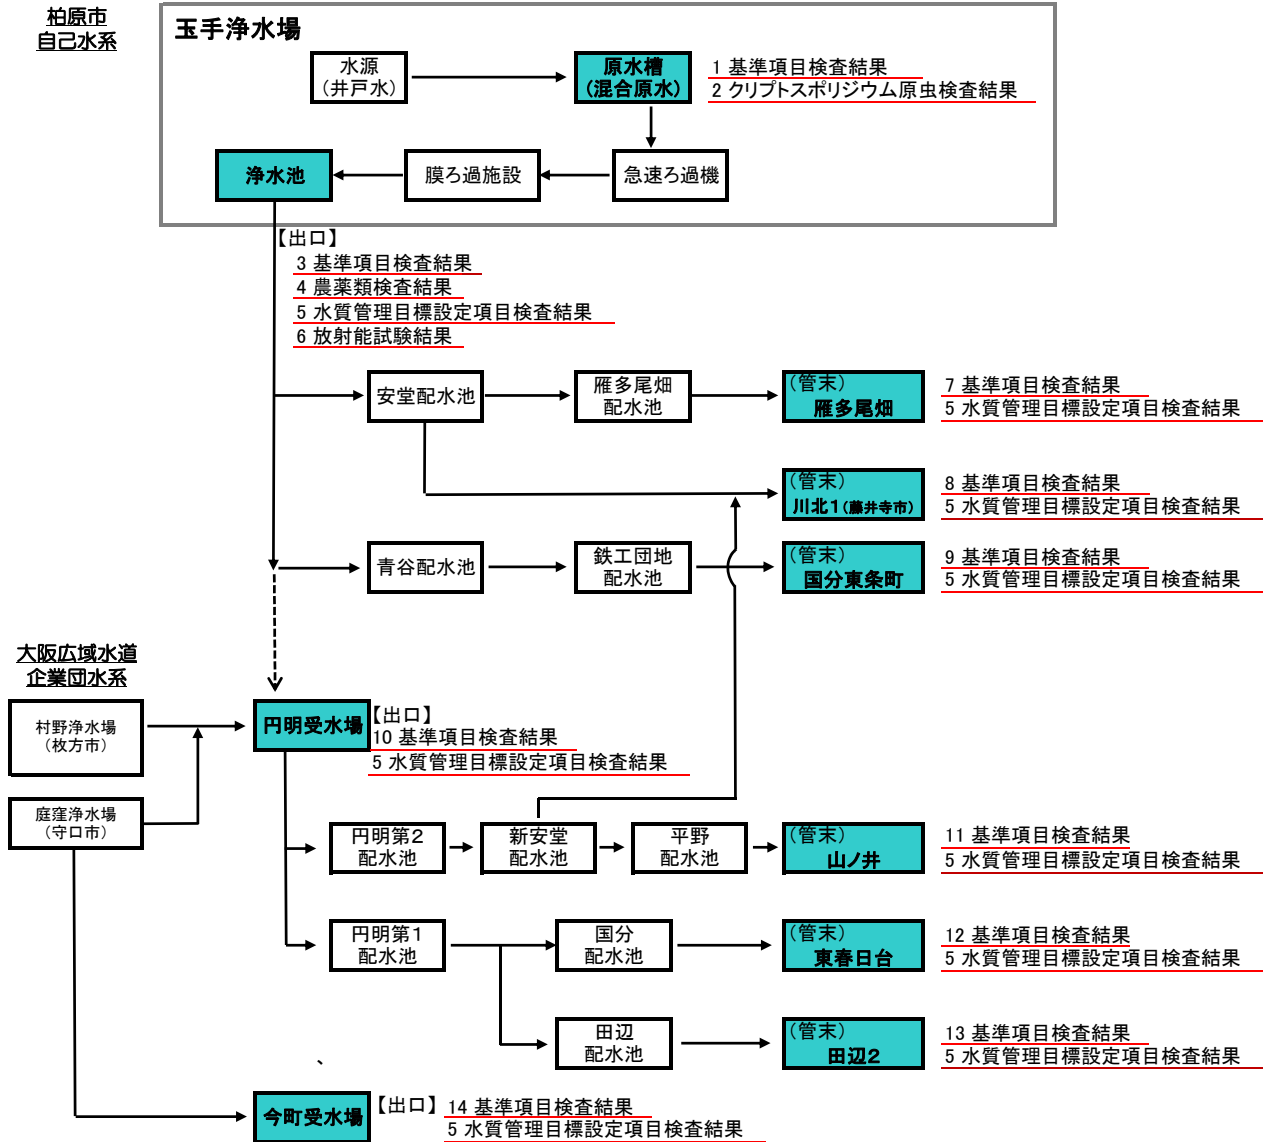 柏原市
自己水系
玉手浄水場
水源
(井戸水)
原水槽
(混合原水)
1 基準項目検査結果
2 クリプトスポリジウム原虫検査結果
浄水池
膜ろ過施設
急速ろ過機
【出口】
3 基準項目検査結果
4 農薬類検査結果
5 水質管理目標設定項目検査結果
6 放射能試験結果
安堂配水池
雁多尾畑
配水池
(管末)
雁多尾畑
7 基準項目検査結果
5 水質管理目標設定項目検査結果
(管末)
川北1(藤井寺市)
8 基準項目検査結果
5 水質管理目標設定項目検査結果
青谷配水池
鉄工団地
配水池
(管末)
国分東条町
9 基準項目検査結果
5 水質管理目標設定項目検査結果
大阪広域水道
企業団水系
村野浄水場
(枚方市)
円明受水場
【出口】
10 基準項目検査結果
5 水質管理目標設定項目検査結果
庭窪浄水場
(守口市)
円明第2
配水池
新安堂
配水池
平野
配水池
(管末)
山ノ井
11 基準項目検査結果
5 水質管理目標設定項目検査結果
円明第1
配水池
国分
配水池
(管末)
東春日台
12 基準項目検査結果
5 水質管理目標設定項目検査結果
田辺
配水池
(管末)
田辺2
13 基準項目検査結果
5 水質管理目標設定項目検査結果
、
今町受水場
【出口】
14 基準項目検査結果
5 水質管理目標設定項目検査結果